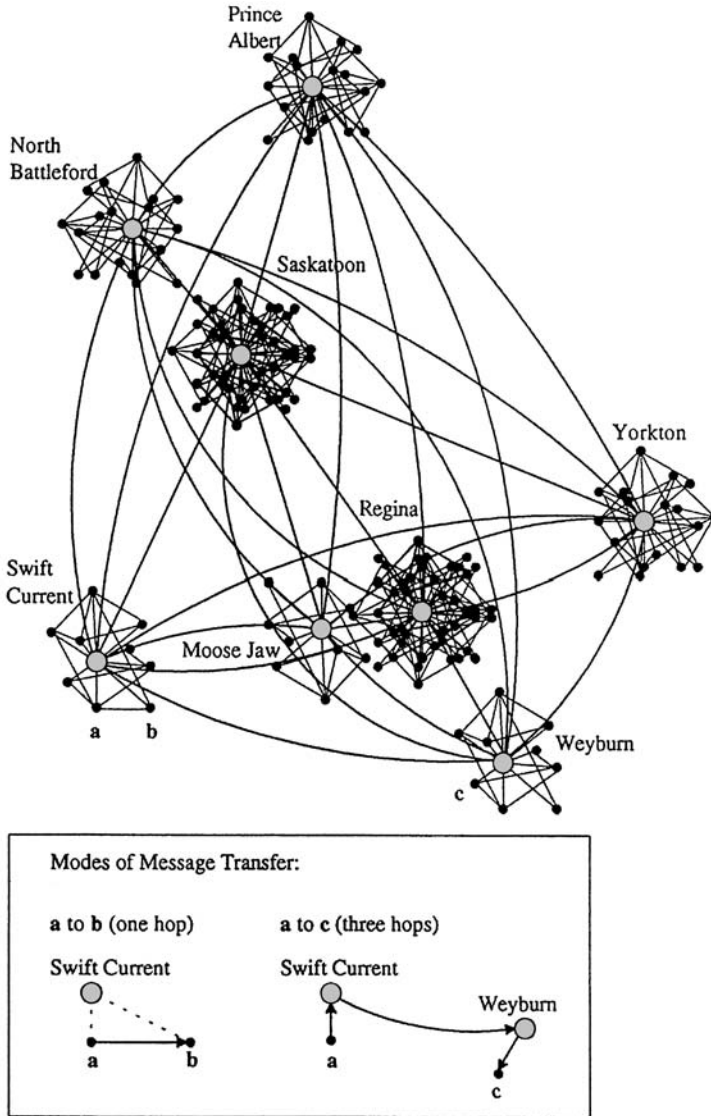 Prince
Albert
North
Battleford
Saskatoon
Yorkton
Regina
Swift
Current
Moose Jaw
a
b
Weyburn
c
Modes of Message Transfer:
a to b (one hop)
a to c (three hops)
Swift Current
Swift Current
Weyburn
a
b
a
c